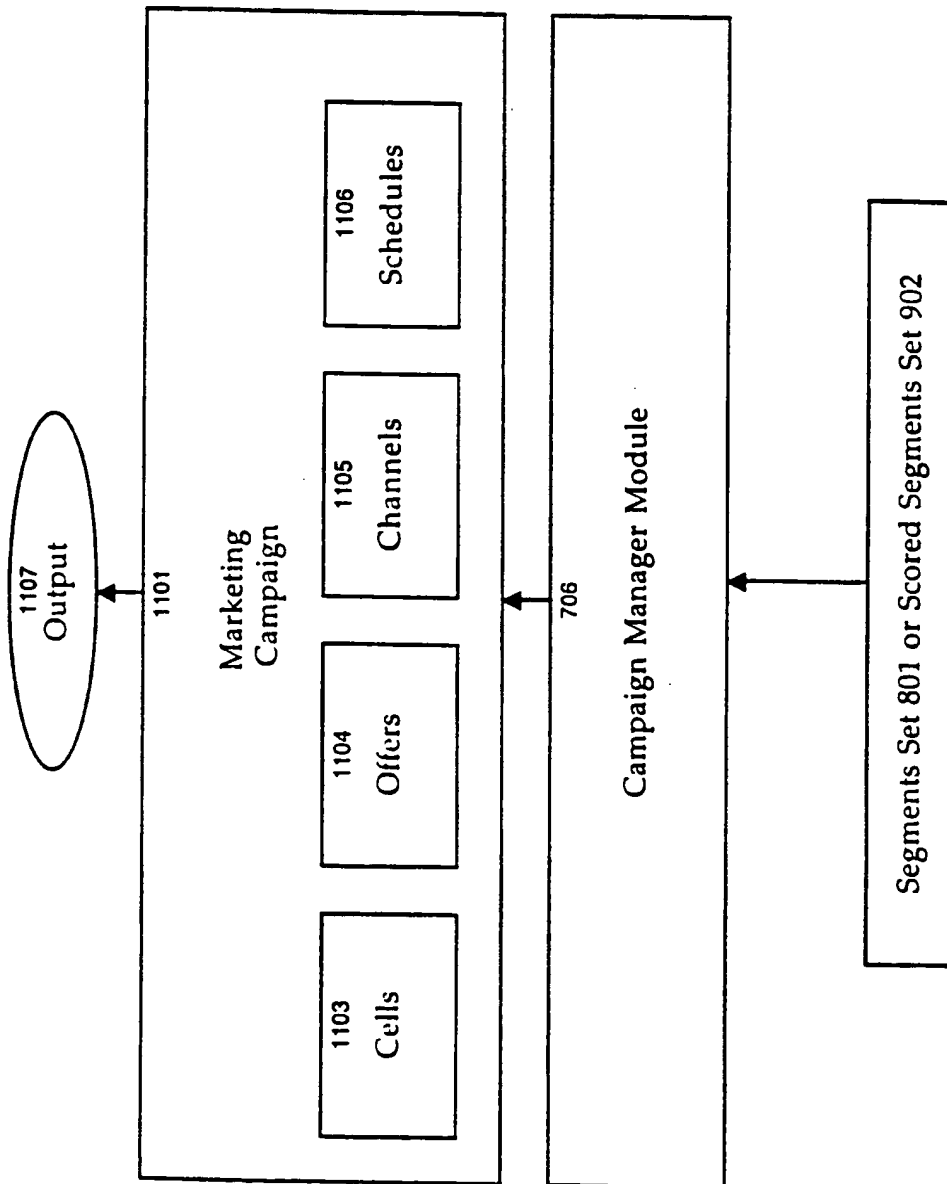 1107
Output
1101
Marketing
Campaign
1103
Cells
1104
Offers
1105
Channels
1106
Schedules
706
Campaign Manager Module
Segments Set 801 or Scored Segments Set 902